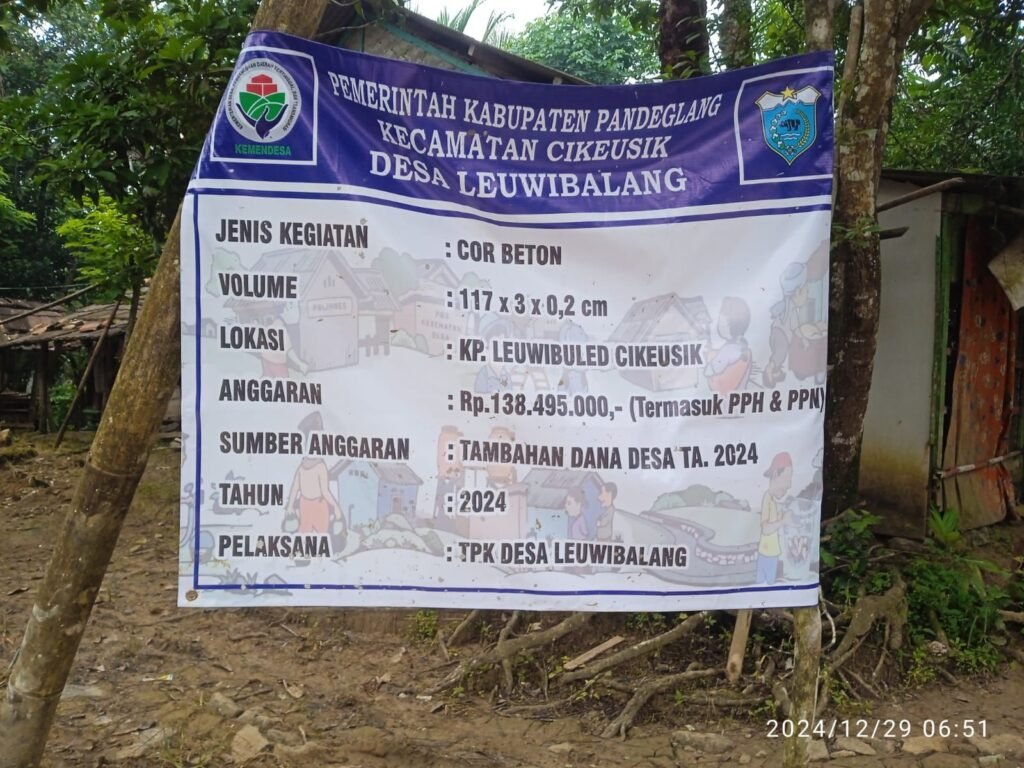 KEMENDESA
PEMERINTAH KABUPATEN PANDEGLANG
KECAMATAN CIKEUSIK
DESA LEUWIBALANG
JENIS KEGIATAN : COR BETON
VOLUME : 117 x 3 x 0,2 cm
LOKASI : KP. LEUWIBULED CIKEUSIK
ANGGARAN : Rp.138.495.000,- (Termasuk PPH & PPN)
SUMBER ANGGARAN : TAMBAHAN DANA DESA TA. 2024
TAHUN : 2024
PELAKSANA : TPK DESA LEUWIBALANG
POLINDES
2024/12/29 06:51